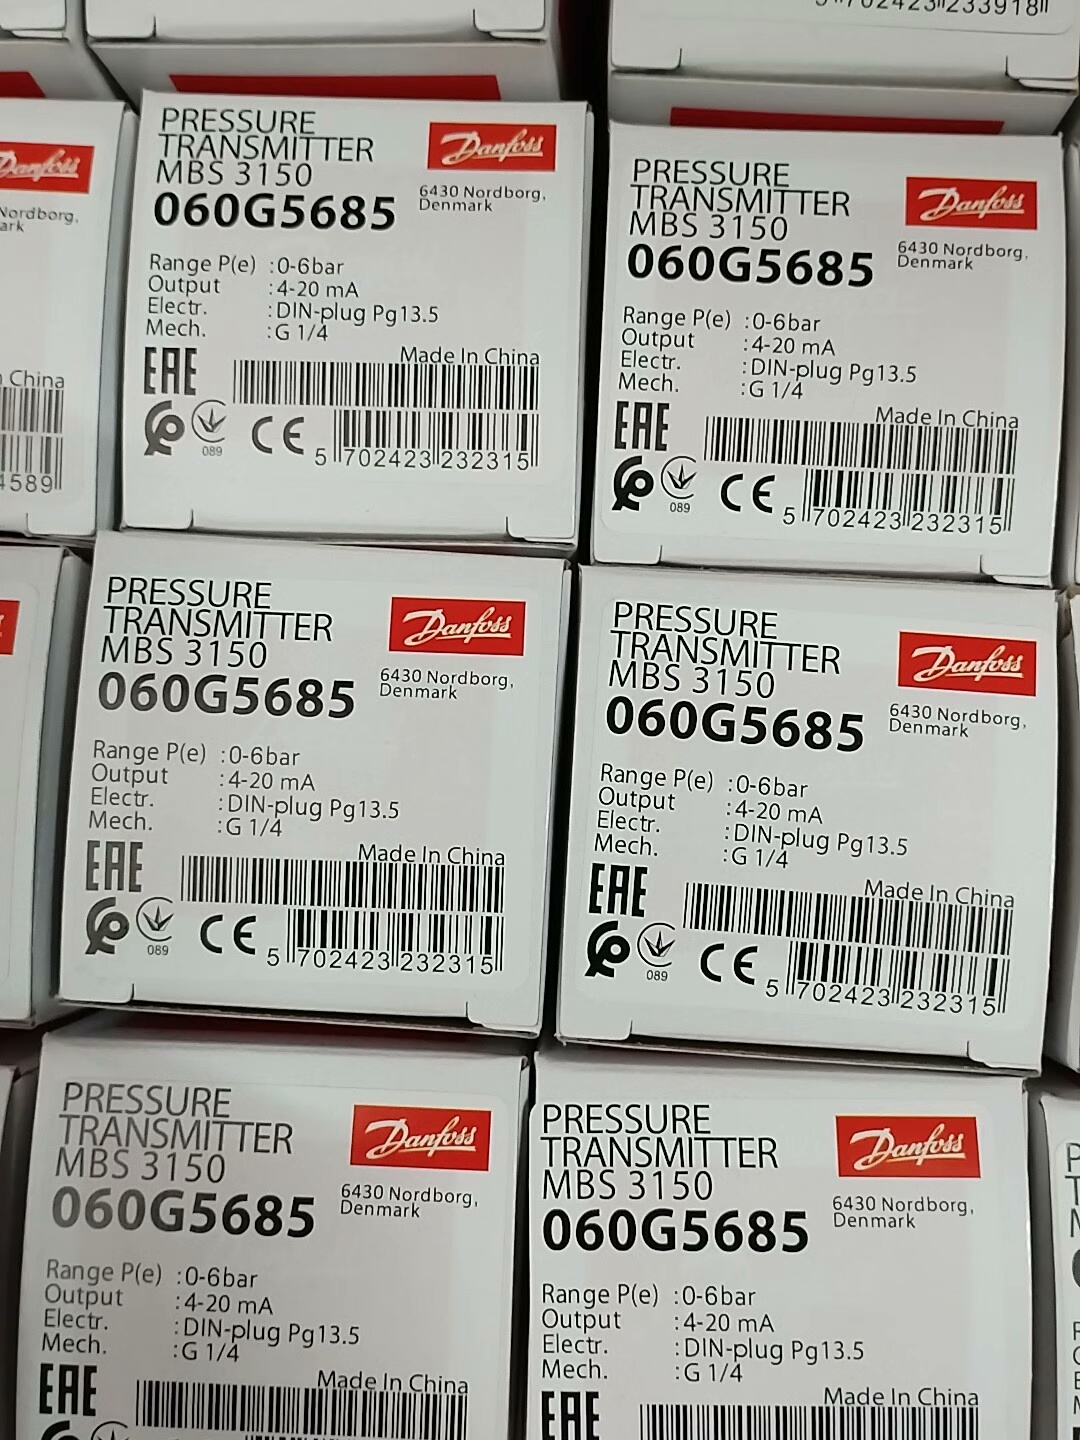 5 702423 233918
Danfoss
Nordborg,
ark
China
4589
PRESSURE
TRANSMITTER
MBS 3150
060G5685
Danfoss
6430 Nordborg,
Denmark
Range P(e) :0-6bar
Output :4-20 mA
Electr. :DIN-plug Pg13.5
Mech. :G 1/4
Made In China
EAC
089
CE
5 702423 232315
PRESSURE
TRANSMITTER
MBS 3150
060G5685
Danfoss
6430 Nordborg,
Denmark
Range P(e) :0-6bar
Output :4-20 mA
Electr. :DIN-plug Pg13.5
Mech. :G 1/4
Made In China
EAC
089
CE
5 702423 232315
PRESSURE
TRANSMITTER
MBS 3150
060G5685
Danfoss
6430 Nordborg,
Denmark
Range P(e) :0-6bar
Output :4-20 mA
Electr. :DIN-plug Pg13.5
Mech. :G 1/4
Made In China
EAC
089
CE
5 702423 232315
PRESSURE
TRANSMITTER
MBS 3150
060G5685
Danfoss
6430 Nordborg,
Denmark
Range P(e) :0-6bar
Output :4-20 mA
Electr. :DIN-plug Pg13.5
Mech. :G 1/4
Made In China
EAC
089
CE
5 702423 232315
PRESSURE
TRANSMITTER
MBS 3150
060G5685
Danfoss
6430 Nordborg,
Denmark
Range P(e) :0-6bar
Output :4-20 mA
Electr. :DIN-plug Pg13.5
Mech. :G 1/4
Made In China
EAC
PRESSURE
TRANSMITTER
MBS 3150
060G5685
Danfoss
6430 Nordborg,
Denmark
Range P(e) :0-6bar
Output :4-20 mA
Electr. :DIN-plug Pg13.5
Mech. :G 1/4
Made In China
EAC